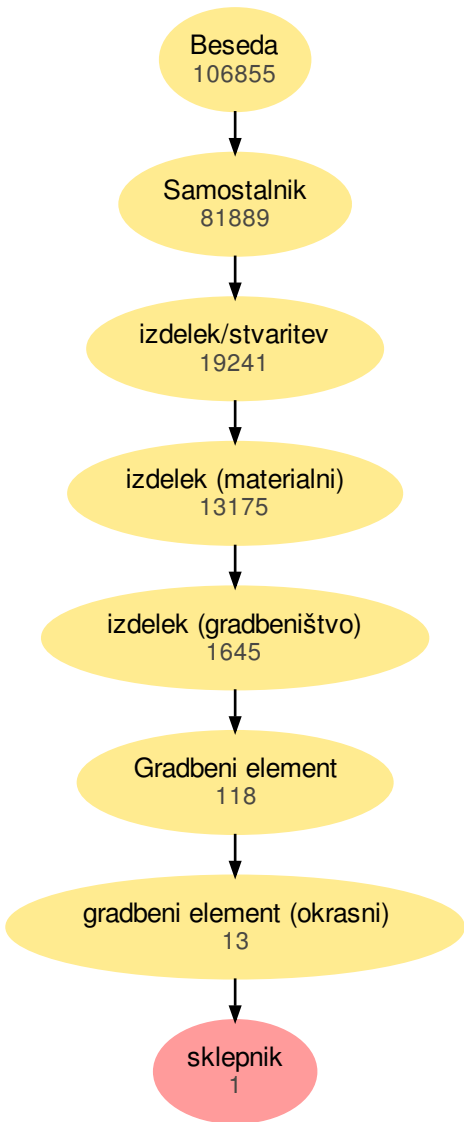 Beseda
106855
Samostalnik
81889
izdelek/stvaritev
19241
izdelek (materialni)
13175
izdelek (gradbeništvo)
1645
Gradbeni element
118
gradbeni element (okrasni)
13
sklepnik
1